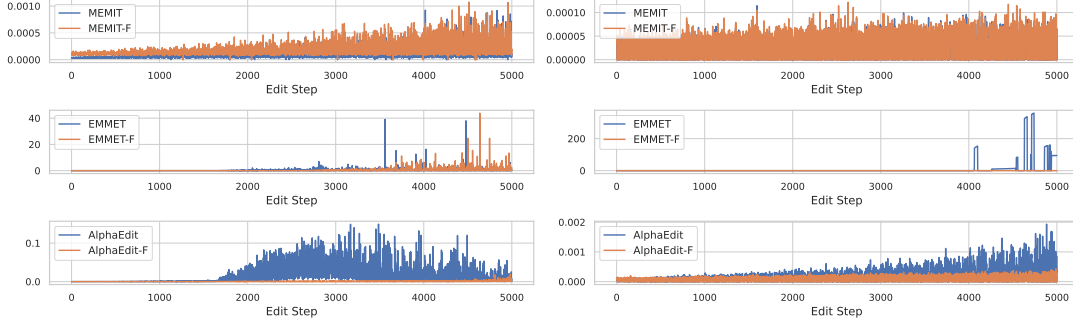 0.0010
MEMIT
0.0005
MEMIT-F
0.0000
0 1000 2000 3000 4000 5000
Edit Step
0.00010
MEMIT
0.00005
MEMIT-F
0.00000
0 1000 2000 3000 4000 5000
Edit Step
40
EMMET
20
EMMET-F
0
0 1000 2000 3000 4000 5000
Edit Step
EMMET
200
EMMET-F
0
0 1000 2000 3000 4000 5000
Edit Step
AlphaEdit
0.1
AlphaEdit-F
0.0
0 1000 2000 3000 4000 5000
Edit Step
0.002
AlphaEdit
0.001
AlphaEdit-F
0.000
0 1000 2000 3000 4000 5000
Edit Step